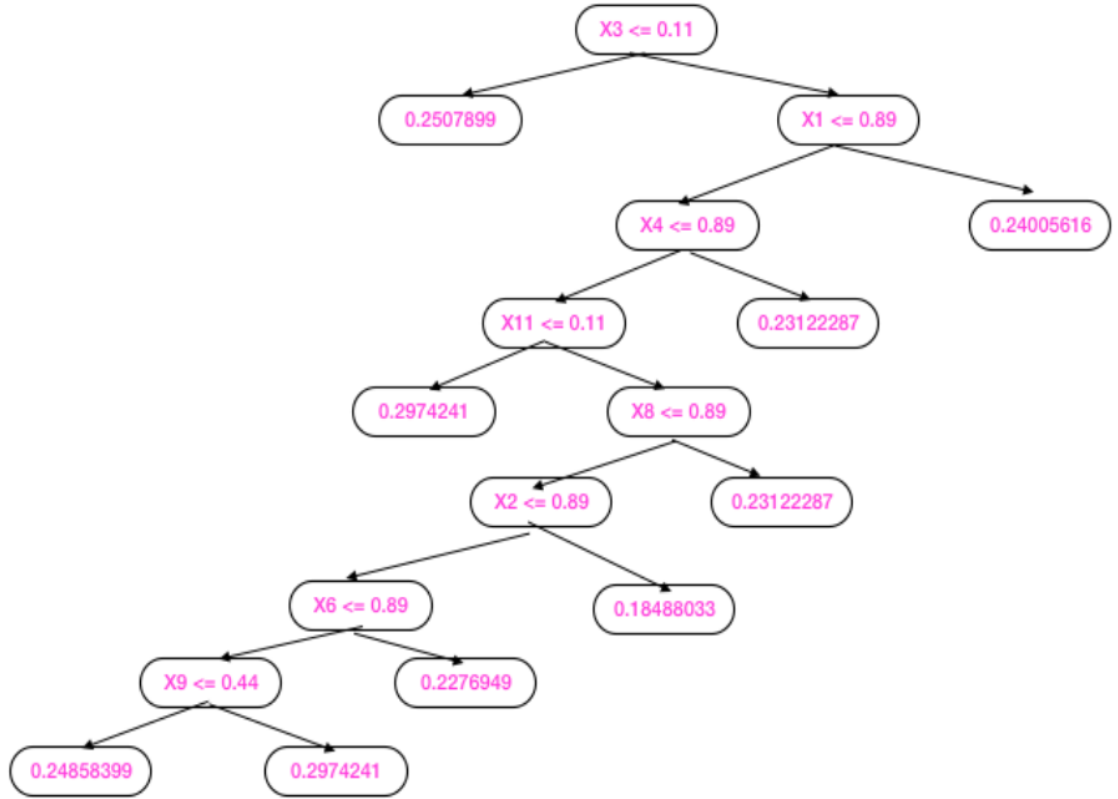 X3 <= 0.11
0.2507899
X1 <= 0.89
X4 <= 0.89
0.24005616
X11 <= 0.11
0.23122287
0.2974241
X8 <= 0.89
X2 <= 0.89
0.23122287
X6 <= 0.89
0.18488033
X9 <= 0.44
0.2276949
0.24858399
0.2974241